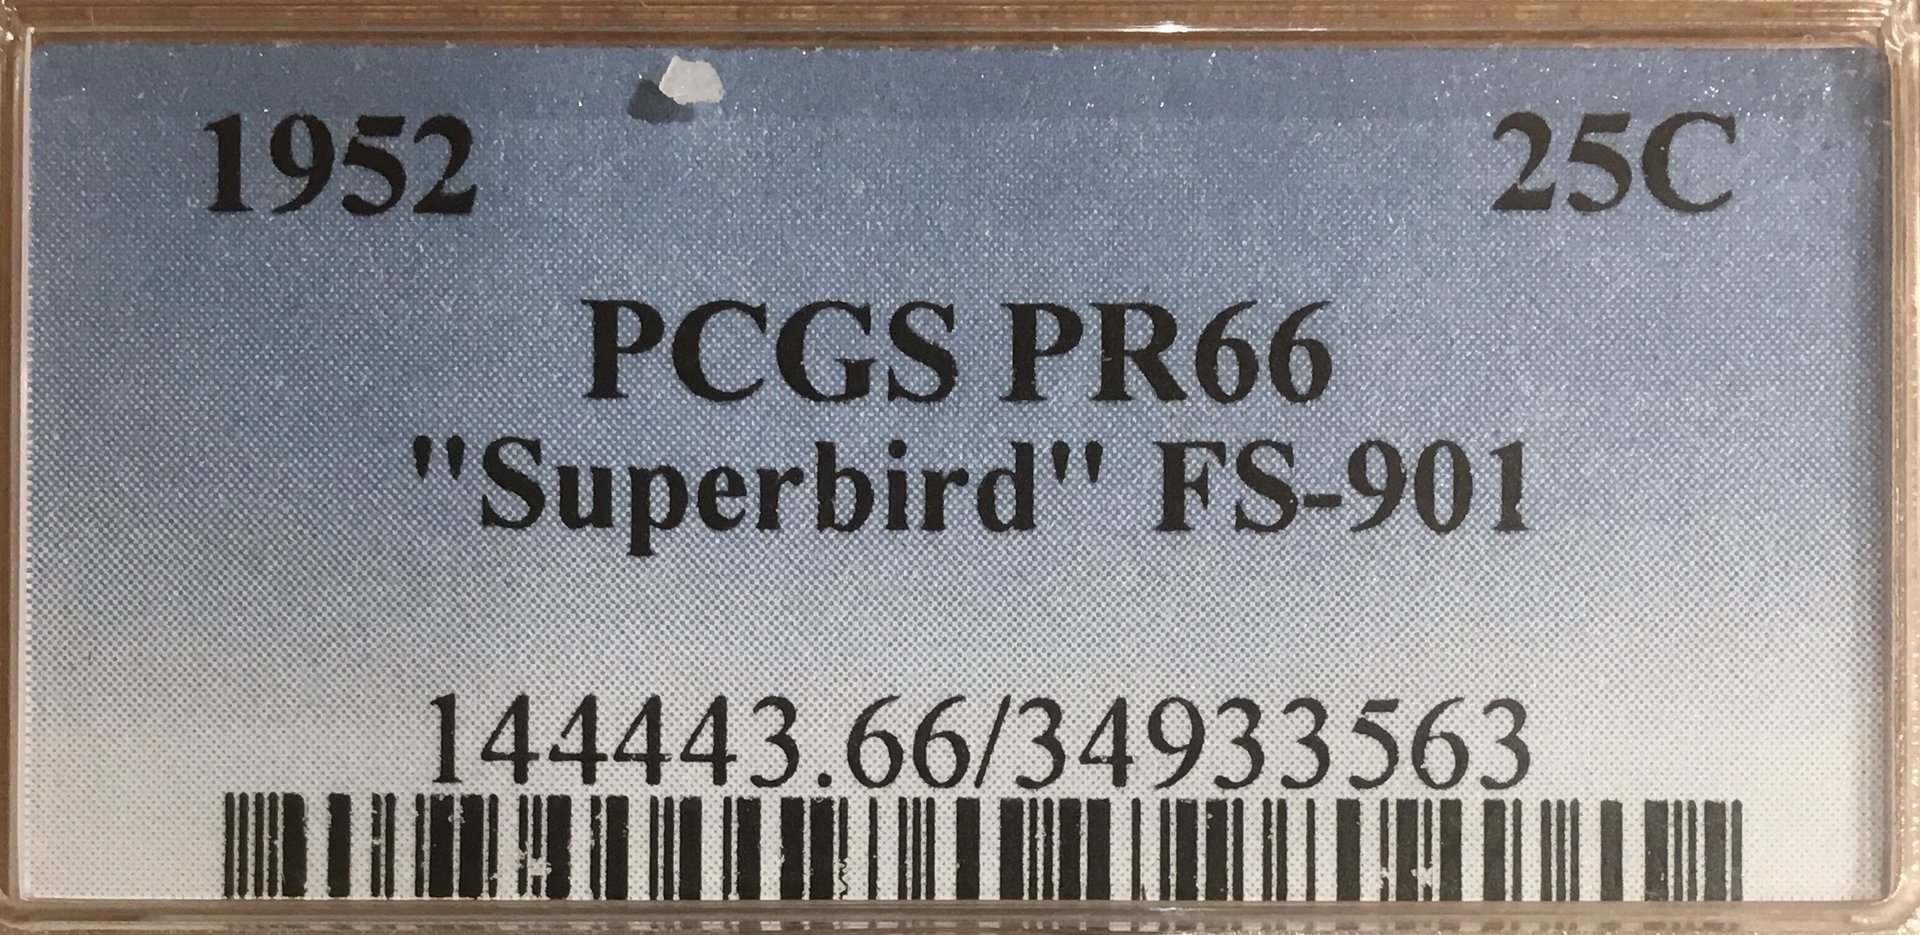 1952 25C
PCGS PR66
"Superbird" FS-901
144443.66/34933563